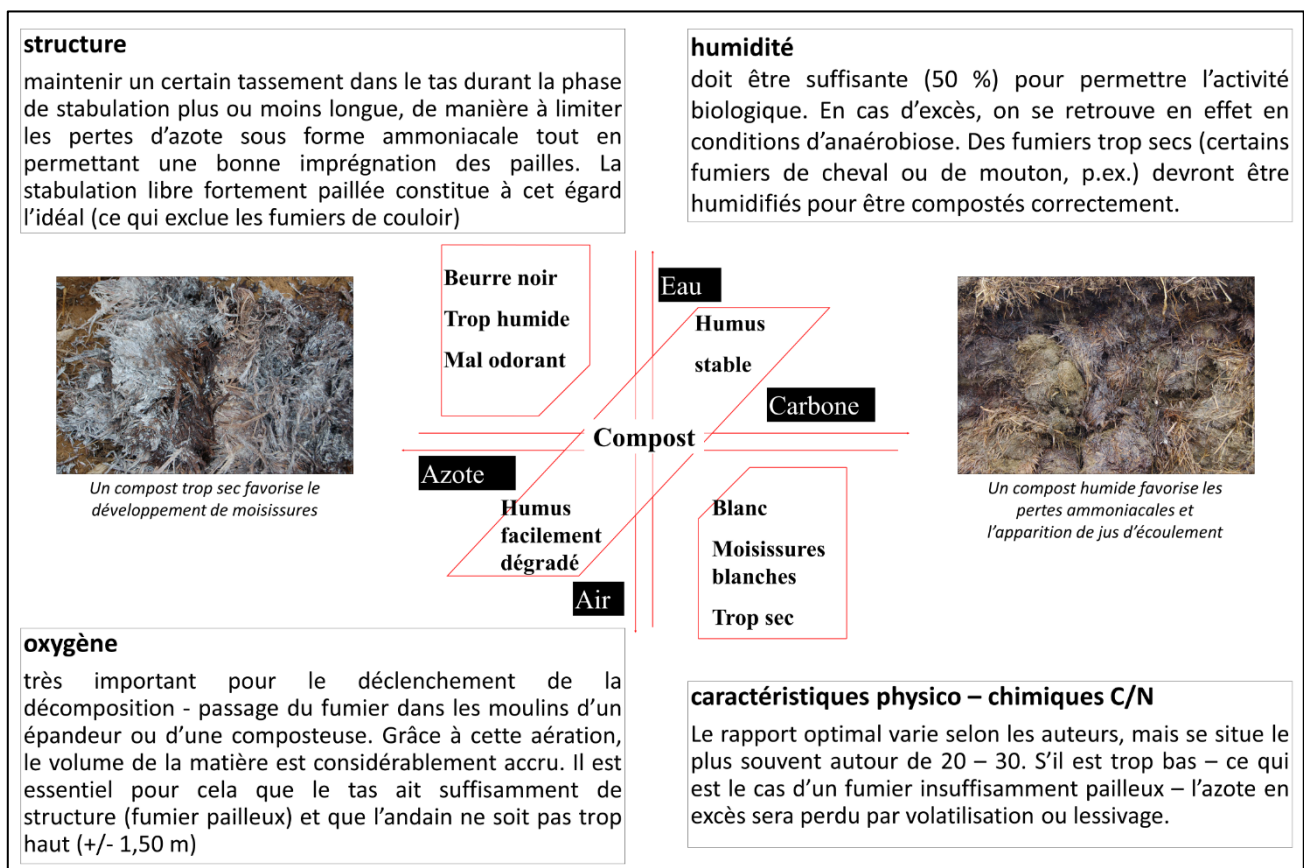 structure
maintenir un certain tassement dans le tas durant la phase
de stabulation plus ou moins longue, de manière à limiter
les pertes d'azote sous forme ammoniacale tout en
permettant une bonne imprégnation des pailles. La
stabulation libre fortement paillée constitue à cet égard
l'idéal (ce qui exclue les fumiers de couloir)
humidité
doit être suffisante (50 %) pour permettre l'activité
biologique. En cas d'excès, on se retrouve en effet en
conditions d'anaérobiose. Des fumiers trop secs (certains
fumiers de cheval ou de mouton, p.ex.) devront être
humidifiés pour être compostés correctement.
Beurre noir
Trop humide
Mal odorant
Eau
Humus
stable
Carbone
Compost
Azote
Humus
facilement
dégradé
Air
Blanc
Moisissures
blanches
Trop sec
Un compost trop sec favorise le
développement de moisissures
Un compost humide favorise les
pertes ammoniacales et
l'apparition de jus d'écoulement
oxygène
très important pour le déclenchement de la
décomposition - passage du fumier dans les moulins d'un
épandeur ou d'une composteuse. Grâce à cette aération,
le volume de la matière est considérablement accru. Il est
essentiel pour cela que le tas ait suffisamment de
structure (fumier pailleux) et que l'andain ne soit pas trop
haut (+/- 1,50 m)
caractéristiques physico – chimiques C/N
Le rapport optimal varie selon les auteurs, mais se situe le
plus souvent autour de 20 – 30. S'il est trop bas – ce qui
est le cas d'un fumier insuffisamment pailleux – l'azote en
excès sera perdu par volatilisation ou lessivage.